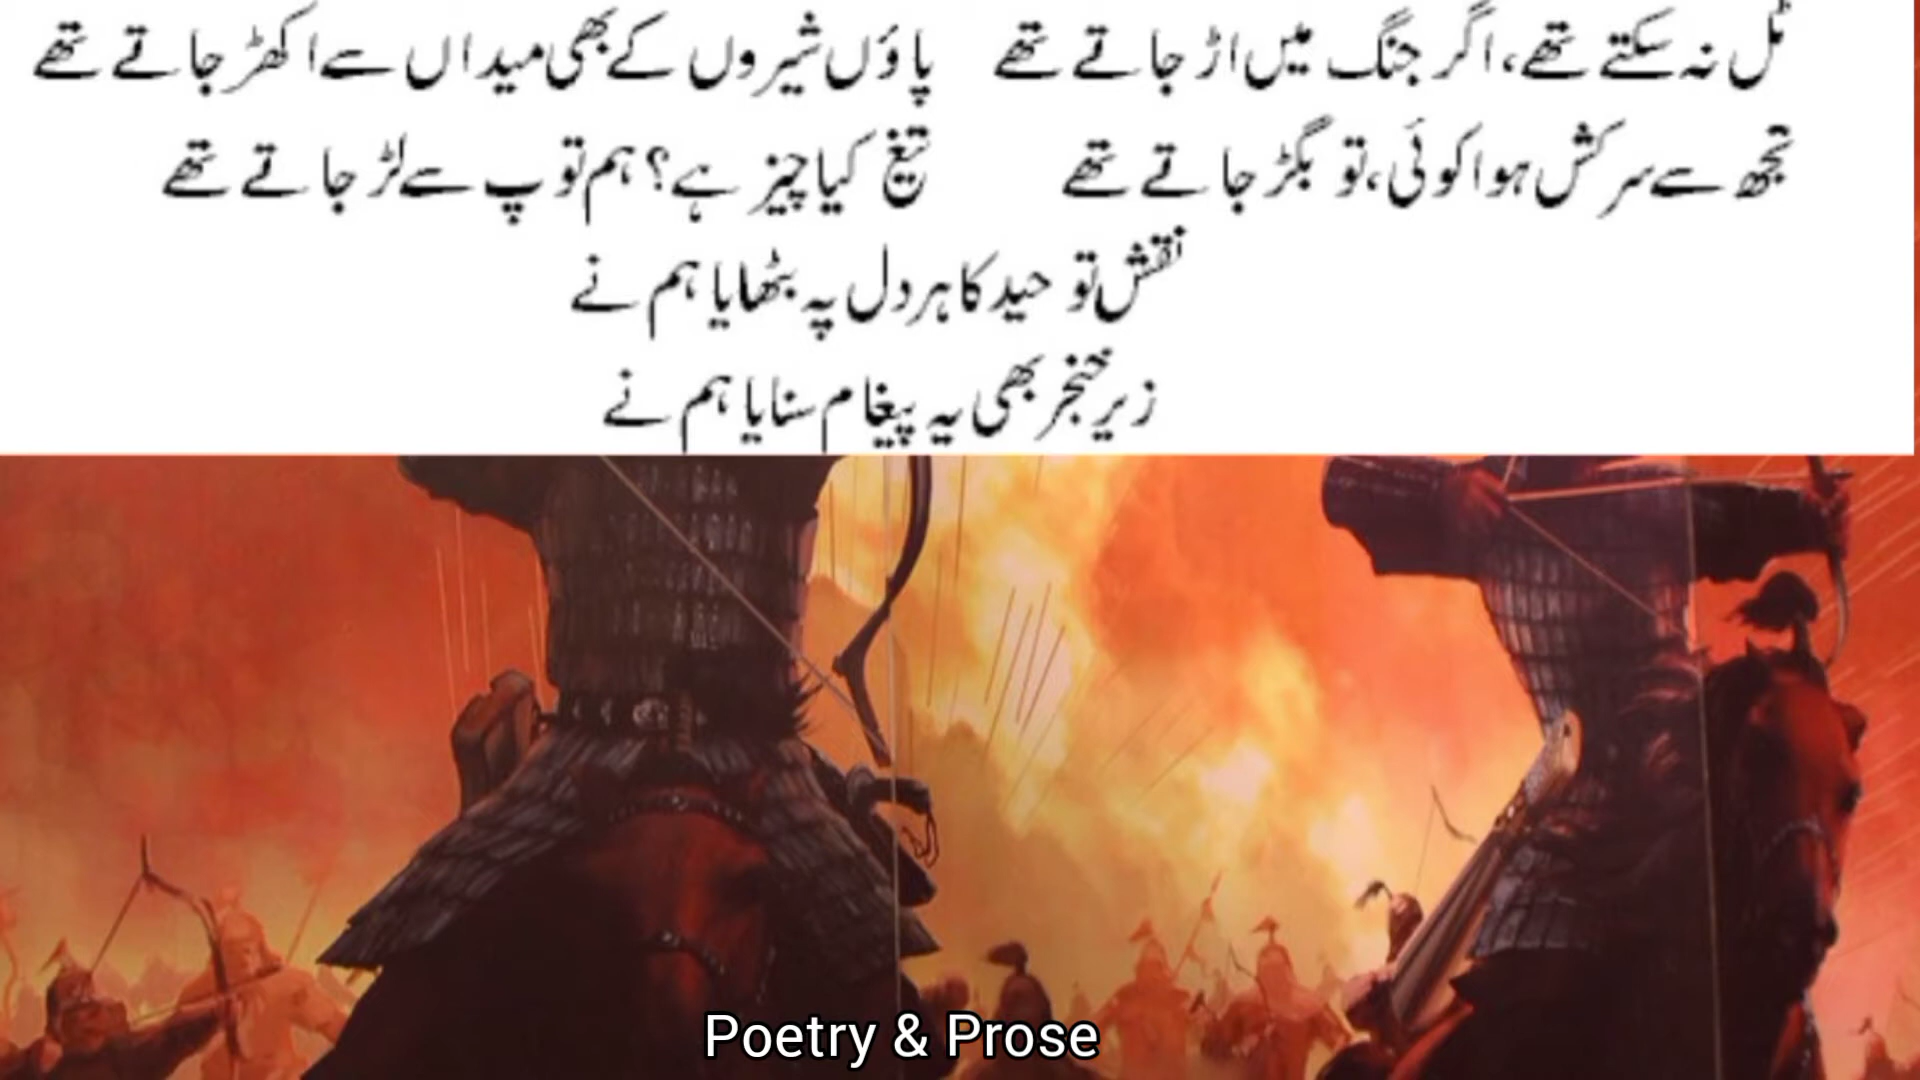 ٹل نہ سکتے تھے، اگر جنگ میں اڑ جاتے تھے پاؤں شیروں کے بھی میداں سے اکھڑ جاتے تھے
تجھ سے سرکش ہوا کوئی، تو بگڑ جاتے تھے تیغ کیا چیز ہے؟ ہم توپ سے لڑ جاتے تھے
نقش توحید کا ہر دل پہ بٹھایا ہم نے
زیرِ خنجر بھی یہ پیغام سنایا ہم نے
Poetry & Prose